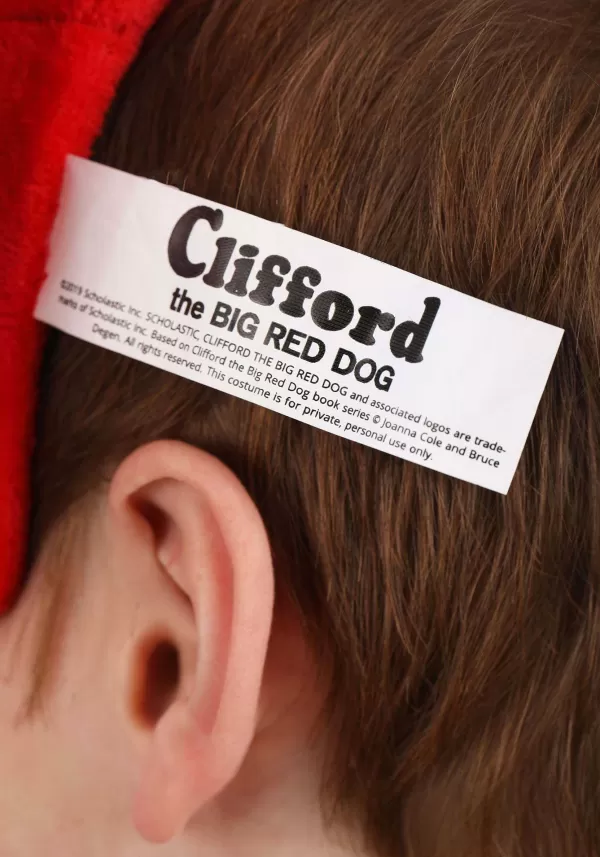 Clifford
the BIG RED DOG
©2019 Scholastic Inc. SCHOLASTIC, CLIFFORD THE BIG RED DOG and associated logos are trade-
marks of Scholastic Inc. Based on Clifford the Big Red Dog book series © Joanna Cole and Bruce
Degen. All rights reserved. This costume is for private, personal use only.